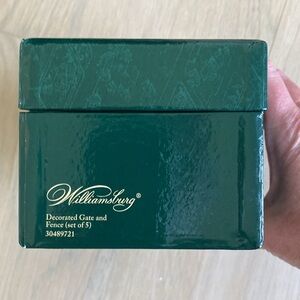 Williamsburg®
Decorated Gate and
Fence (set of 5)
30489721